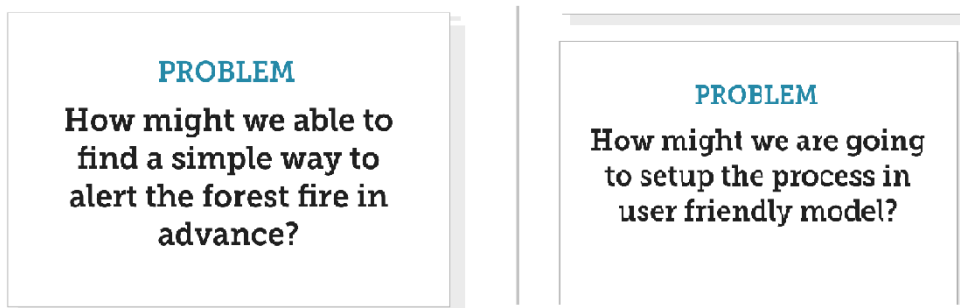 PROBLEM
How might we able to
find a simple way to
alert the forest fire in
advance?
PROBLEM
How might we are going
to setup the process in
user friendly model?